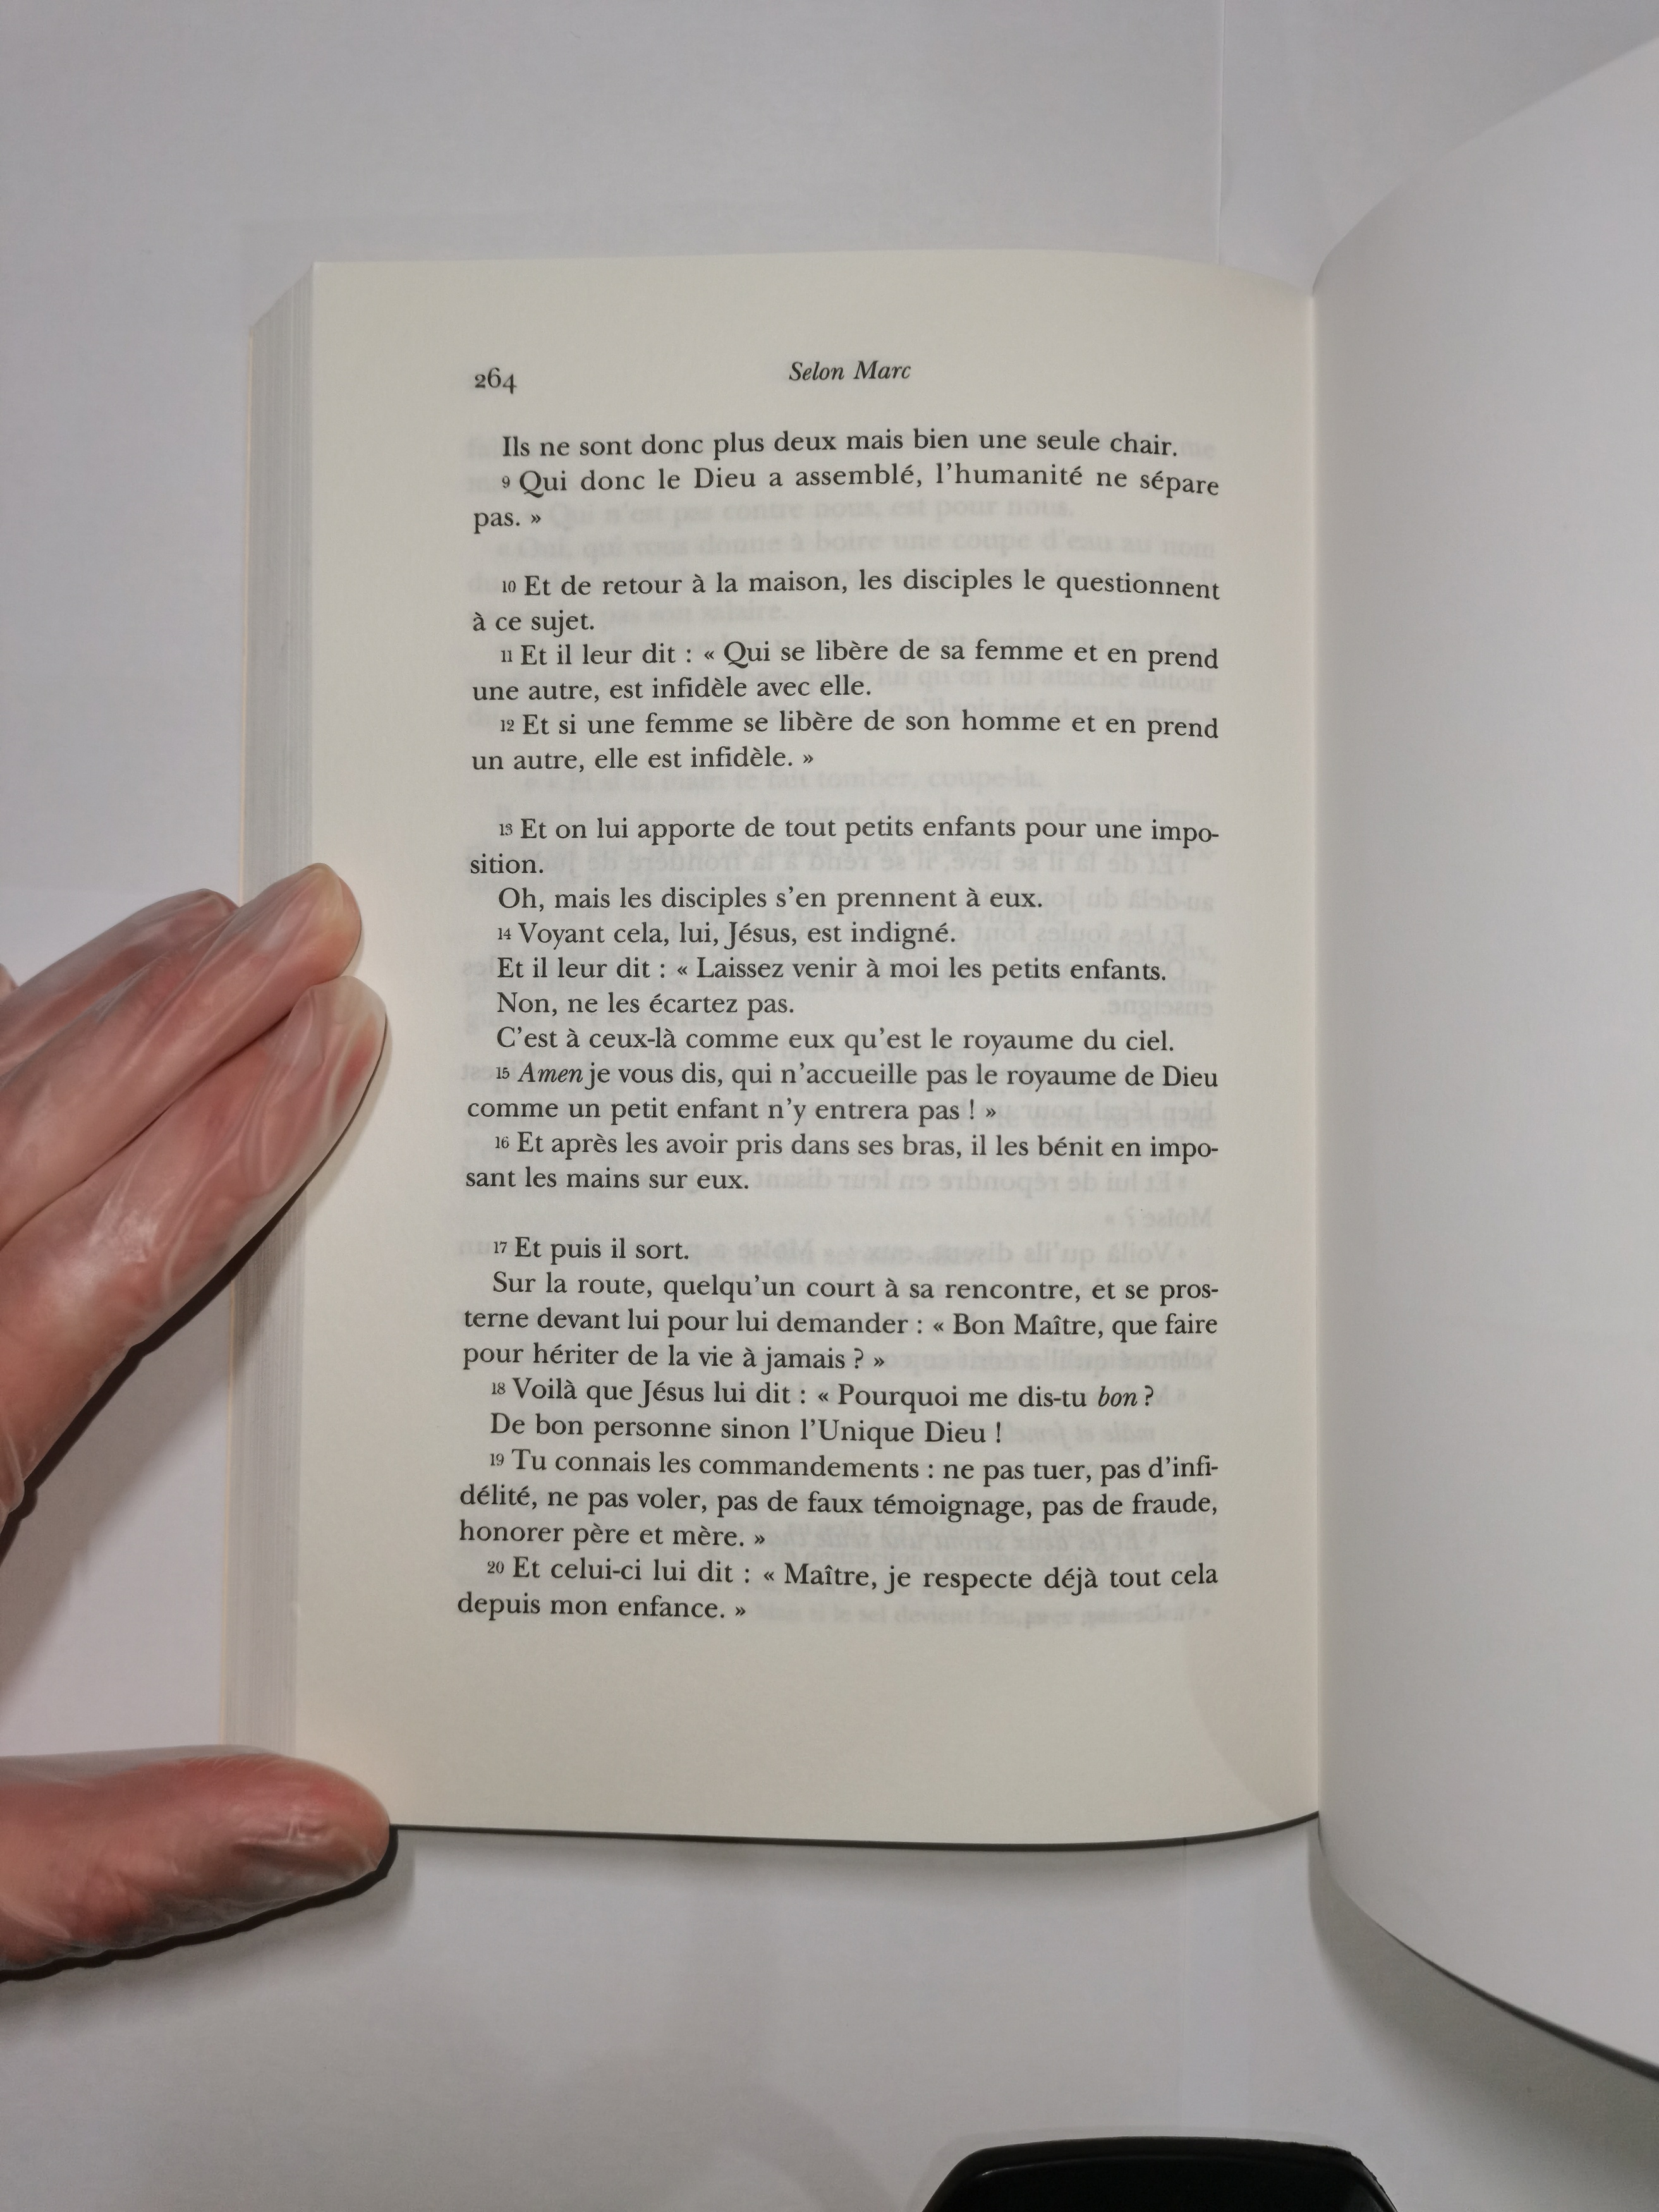 264
Selon Marc
Ils ne sont donc plus deux mais bien une seule chair.
9 Qui donc le Dieu a assemblé, l'humanité ne sépare
pas. »
10 Et de retour à la maison, les disciples le questionnent
à ce sujet.
11 Et il leur dit : « Qui se libère de sa femme et en prend
une autre, est infidèle avec elle.
12 Et si une femme se libère de son homme et en prend
un autre, elle est infidèle. »
13 Et on lui apporte de tout petits enfants pour une impo-
sition.
Oh, mais les disciples s'en prennent à eux.
14 Voyant cela, lui, Jésus, est indigné.
Et il leur dit : « Laissez venir à moi les petits enfants.
Non, ne les écartez pas.
C'est à ceux-là comme eux qu'est le royaume du ciel.
15 Amen je vous dis, qui n'accueille pas le royaume de Dieu
comme un petit enfant n'y entrera pas ! »
16 Et après les avoir pris dans ses bras, il les bénit en impo-
sant les mains sur eux.
17 Et puis il sort.
Sur la route, quelqu'un court à sa rencontre, et se pros-
terne devant lui pour lui demander : « Bon Maître, que faire
pour hériter de la vie à jamais ? »
18 Voilà que Jésus lui dit : « Pourquoi me dis-tu bon ?
De bon personne sinon l'Unique Dieu !
19 Tu connais les commandements : ne pas tuer, pas d'infi-
délité, ne pas voler, pas de faux témoignage, pas de fraude,
honorer père et mère. »
20 Et celui-ci lui dit : « Maître, je respecte déjà tout cela
depuis mon enfance. »